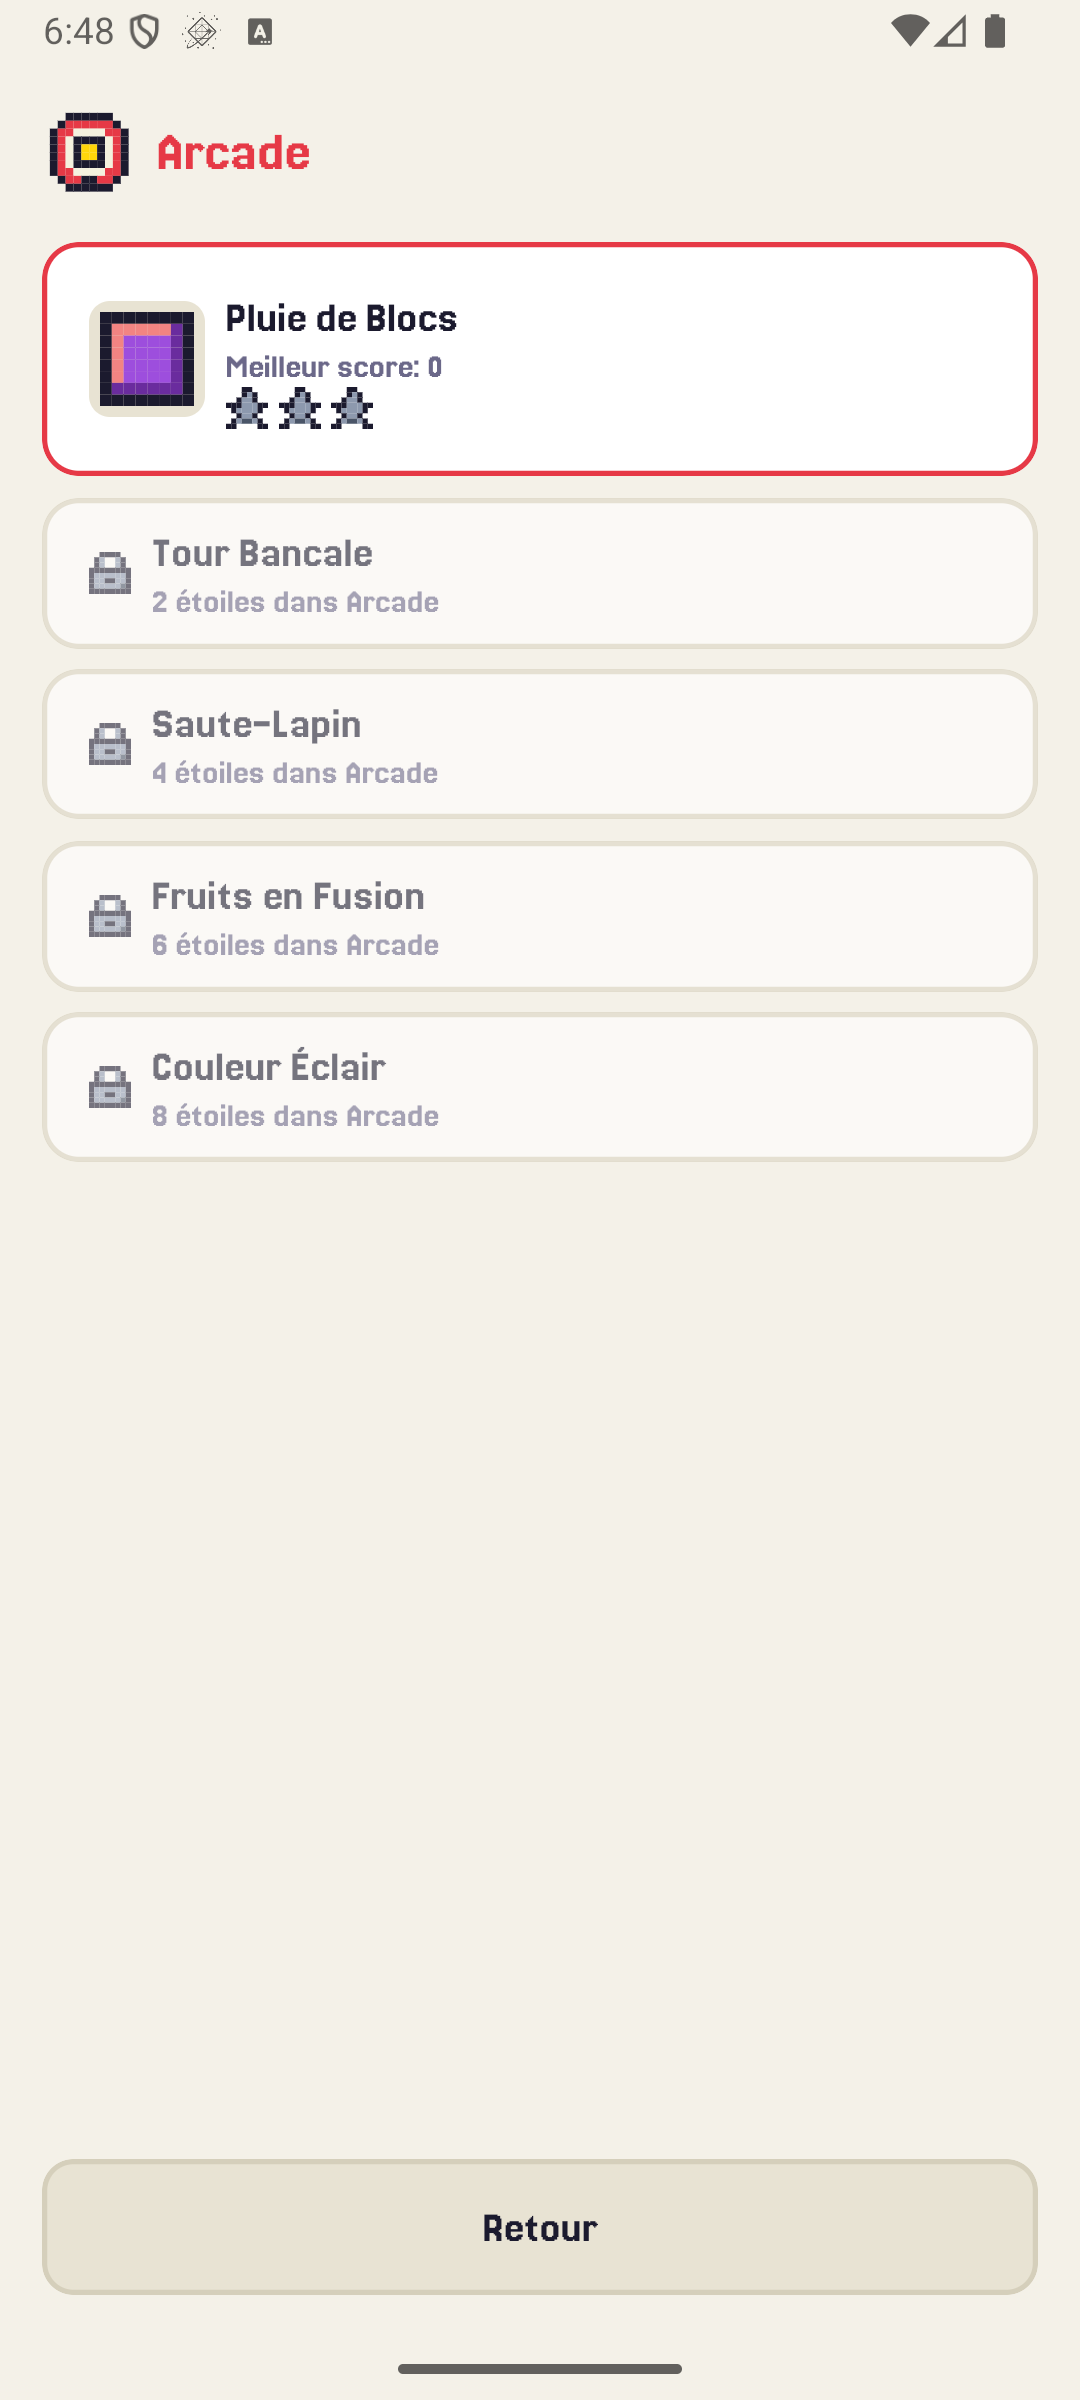 6:48
Arcade
Pluie de Blocs
Meilleur score: 0
Tour Bancale
2 étoiles dans Arcade
Saute-Lapin
4 étoiles dans Arcade
Fruits en Fusion
6 étoiles dans Arcade
Couleur Éclair
8 étoiles dans Arcade
Retour